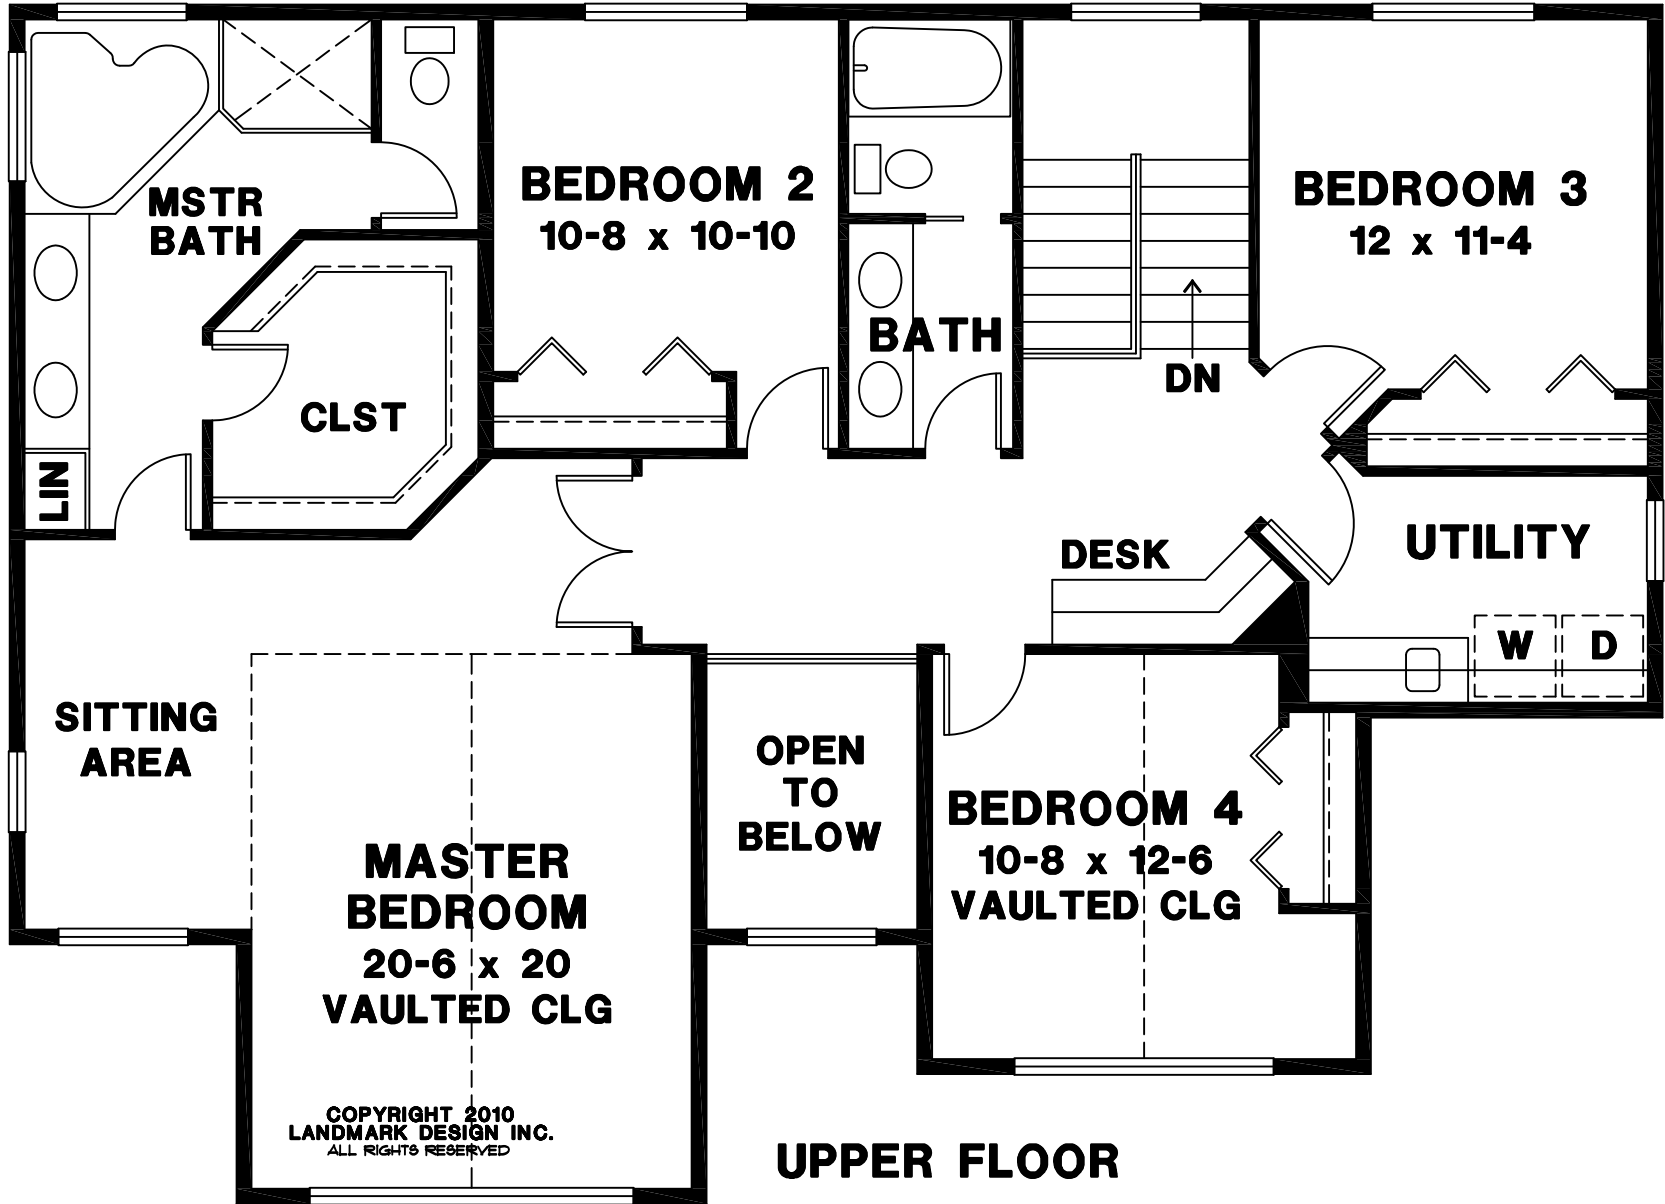 MSTR
BATH
BEDROOM 2
10-8 x 10-10
BATH
DN
BEDROOM 3
12 x 11-4
CLST
LIN
DESK
UTILITY
W
D
SITTING
AREA
MASTER
BEDROOM
20-6 x 20
VAULTED CLG
OPEN
TO
BELOW
BEDROOM 4
10-8 x 12-6
VAULTED CLG
COPYRIGHT 2010
LANDMARK DESIGN INC.
ALL RIGHTS RESERVED
UPPER FLOOR